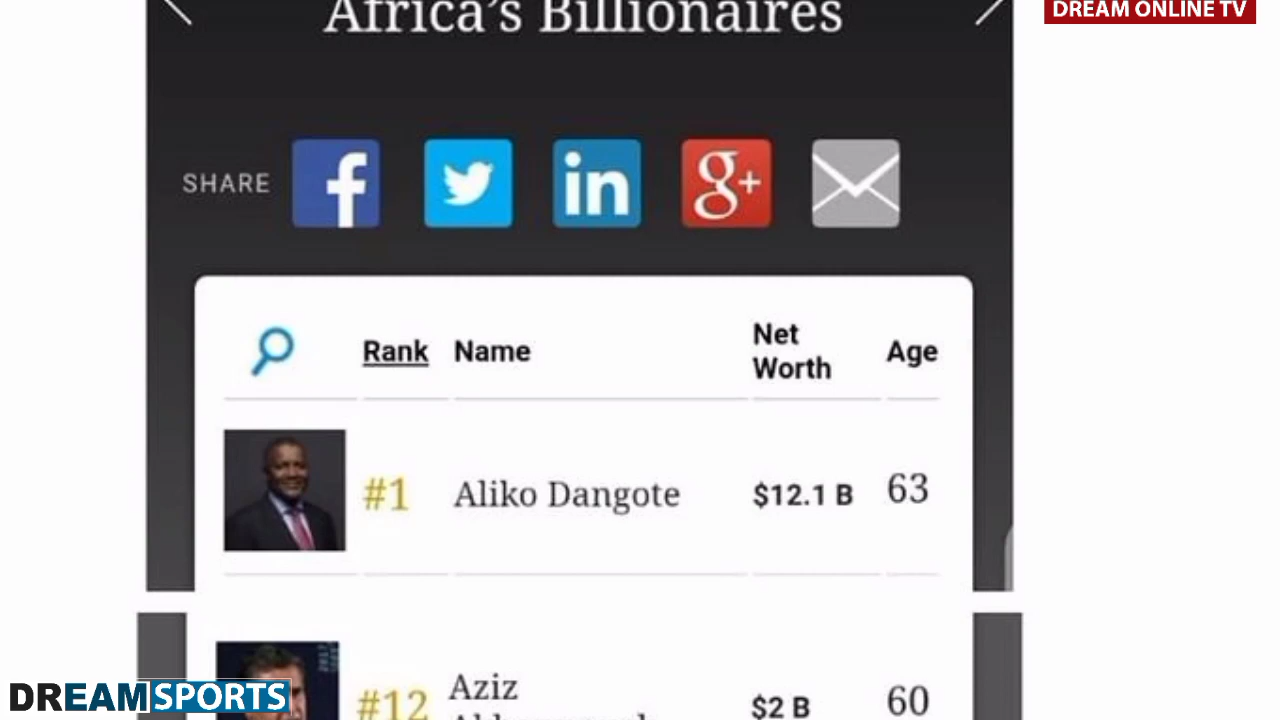 Africa's Billionaires
DREAM ONLINE TV
SHARE
f
in
g+
Rank Name Net Worth Age
#1 Aliko Dangote $12.1 B 63
#12 Aziz $2 B 60
DREAMSPORTS